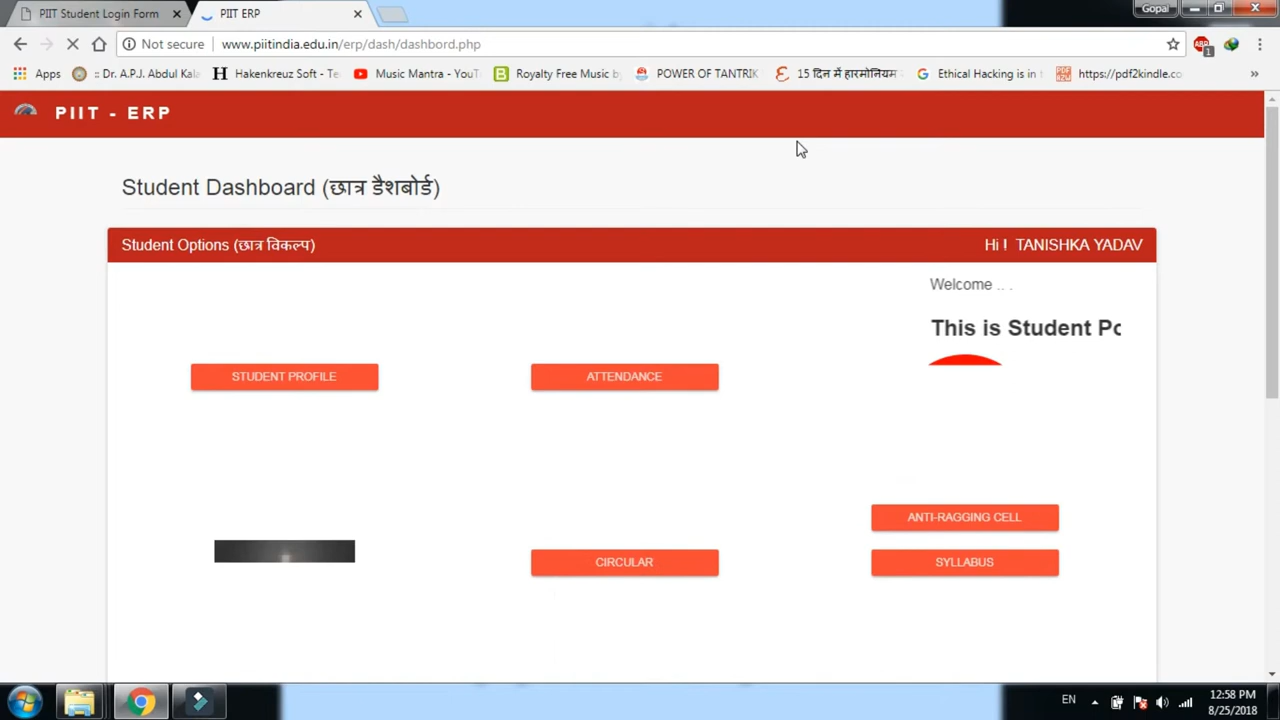 PIIT Student Login Form
PIIT ERP
Gopal
Not secure
www.piitindia.edu.in/erp/dash/dashbord.php
ABP
1
Apps
:: Dr. A.P.J. Abdul Kala
Hakenkreuz Soft - Te
Music Mantra - YouT
Royalty Free Music b
POWER OF TANTRIK
15 दिन में हारमोनियम
Ethical Hacking is in
https://pdf2kindle.co
»
PIIT - ERP
Student Dashboard (छात्र डैशबोर्ड)
Student Options (छात्र विकल्प)
Hi ! TANISHKA YADAV
Welcome .. .
This is Student Po
STUDENT PROFILE
ATTENDANCE
ANTI-RAGGING CELL
CIRCULAR
SYLLABUS
EN
12:58 PM
8/25/2018